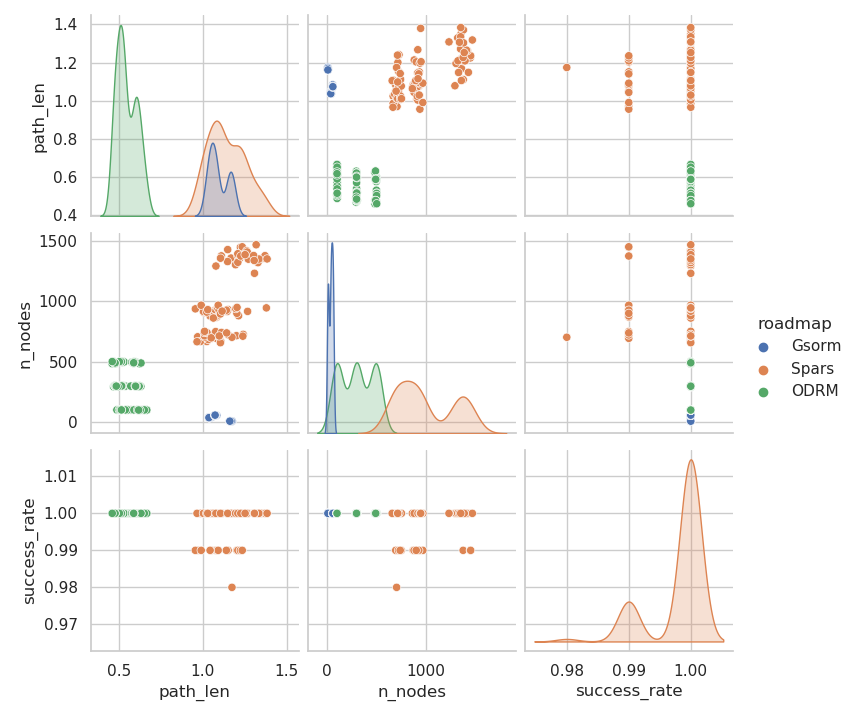 1.4
1.2
1.0
0.8
0.6
0.4
path_len
1500
1000
500
0
n_nodes
roadmap
Gsorm
Spars
ODRM
1.01
1.00
0.99
0.98
0.97
success_rate
0.5 1.0 1.5
path_len
0 1000
n_nodes
0.98 0.99 1.00
success_rate